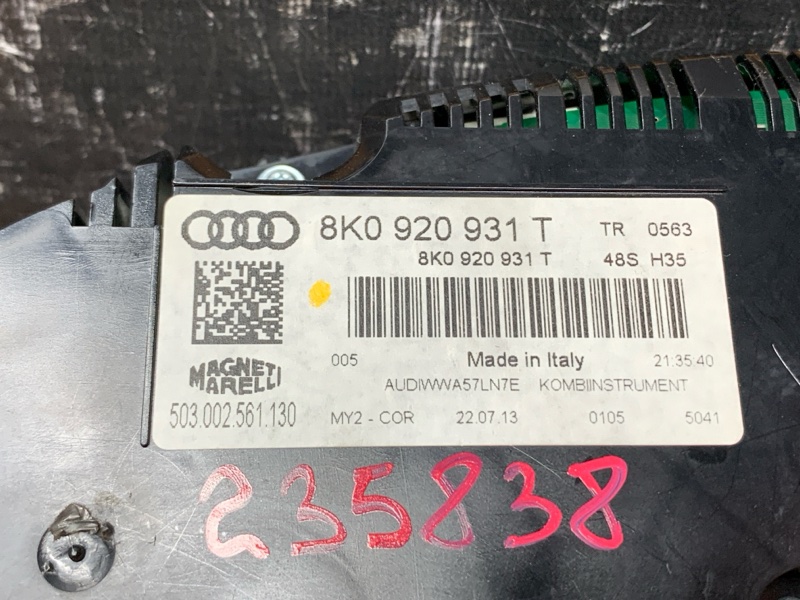 8K0 920 931 T TR 0563
8K0 920 931 T 48S H35
005 Made in Italy 21:35:40
MAGNETI MARELLI
AUDIWWA57LN7E KOMBIINSTRUMENT
503.002.561.130 MY2 - COR 22.07.13 0105 5041
235838